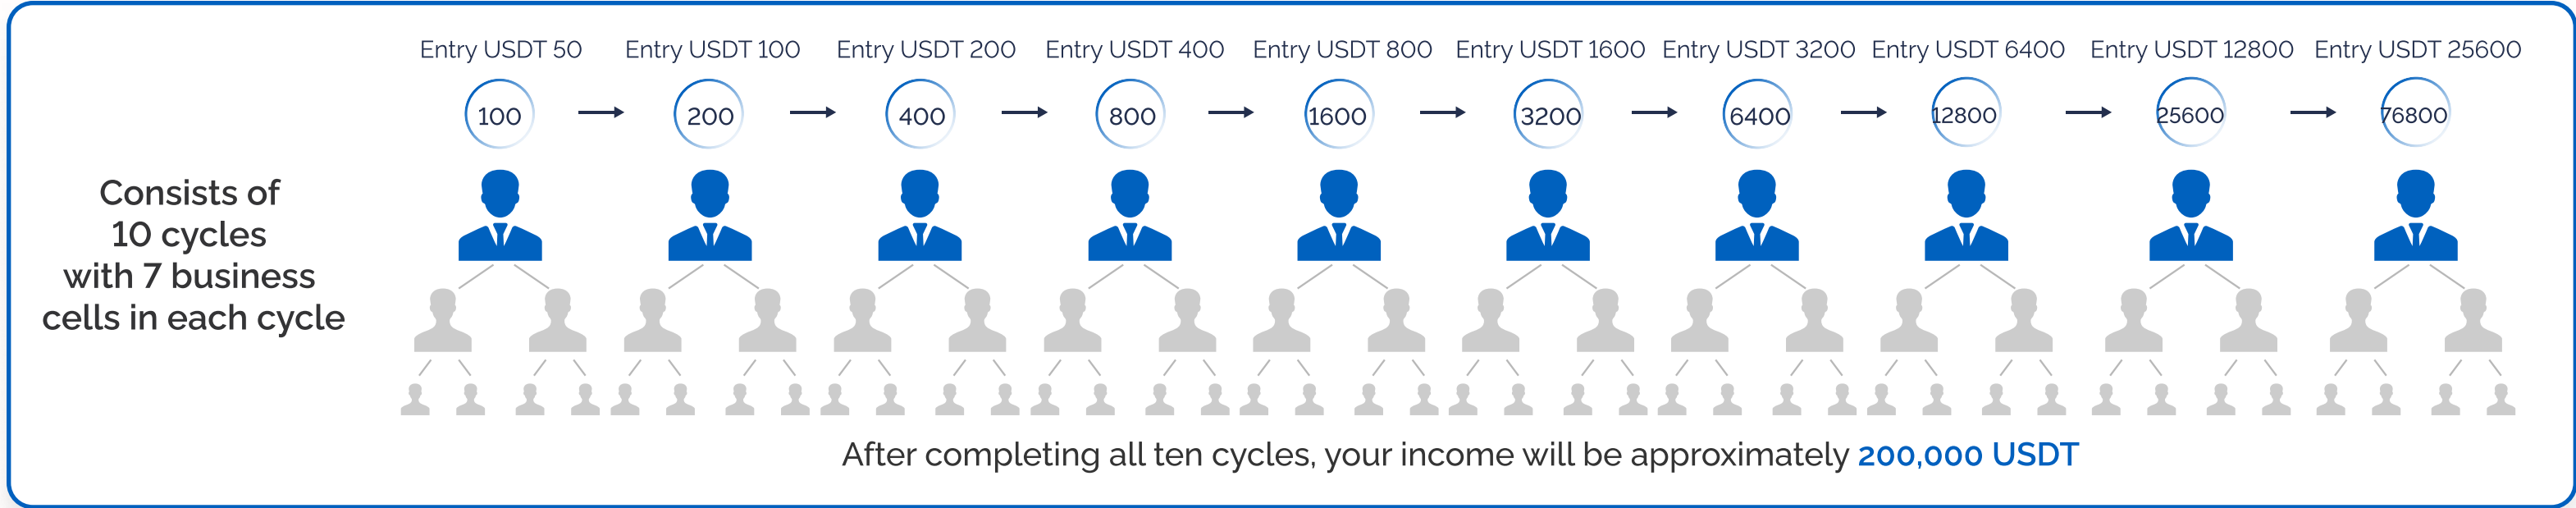 Entry USDT 50 Entry USDT 100 Entry USDT 200 Entry USDT 400 Entry USDT 800 Entry USDT 1600 Entry USDT 3200 Entry USDT 6400 Entry USDT 12800 Entry USDT 25600
100 200 400 800 1600 3200 6400 12800 25600 76800
Consists of
10 cycles
with 7 business
cells in each cycle
After completing all ten cycles, your income will be approximately 200,000 USDT